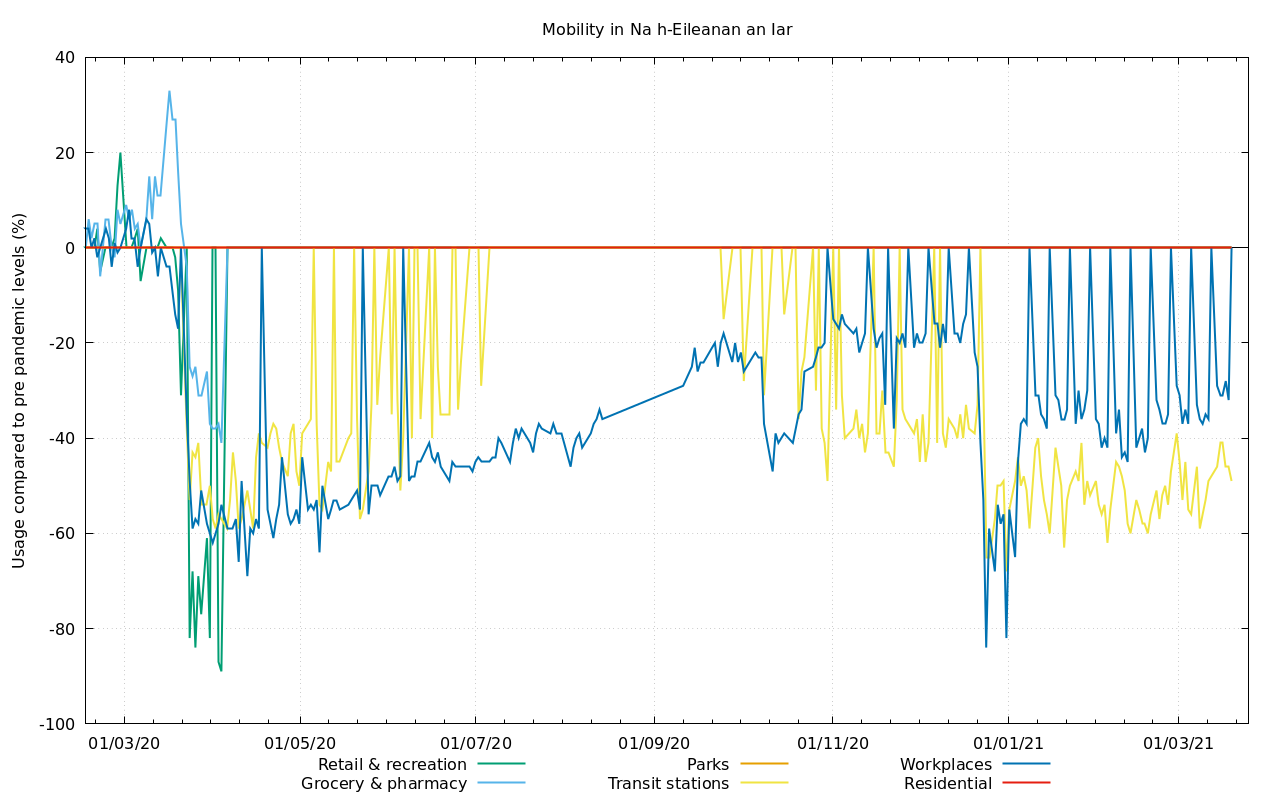 Mobility in Na h-Eileanan an Iar
Usage compared to pre pandemic levels (%)
40
20
0
-20
-40
-60
-80
-100
01/03/20 01/05/20 01/07/20 01/09/20 01/11/20 01/01/21 01/03/21
Retail & recreation Parks Workplaces
Grocery & pharmacy Transit stations Residential